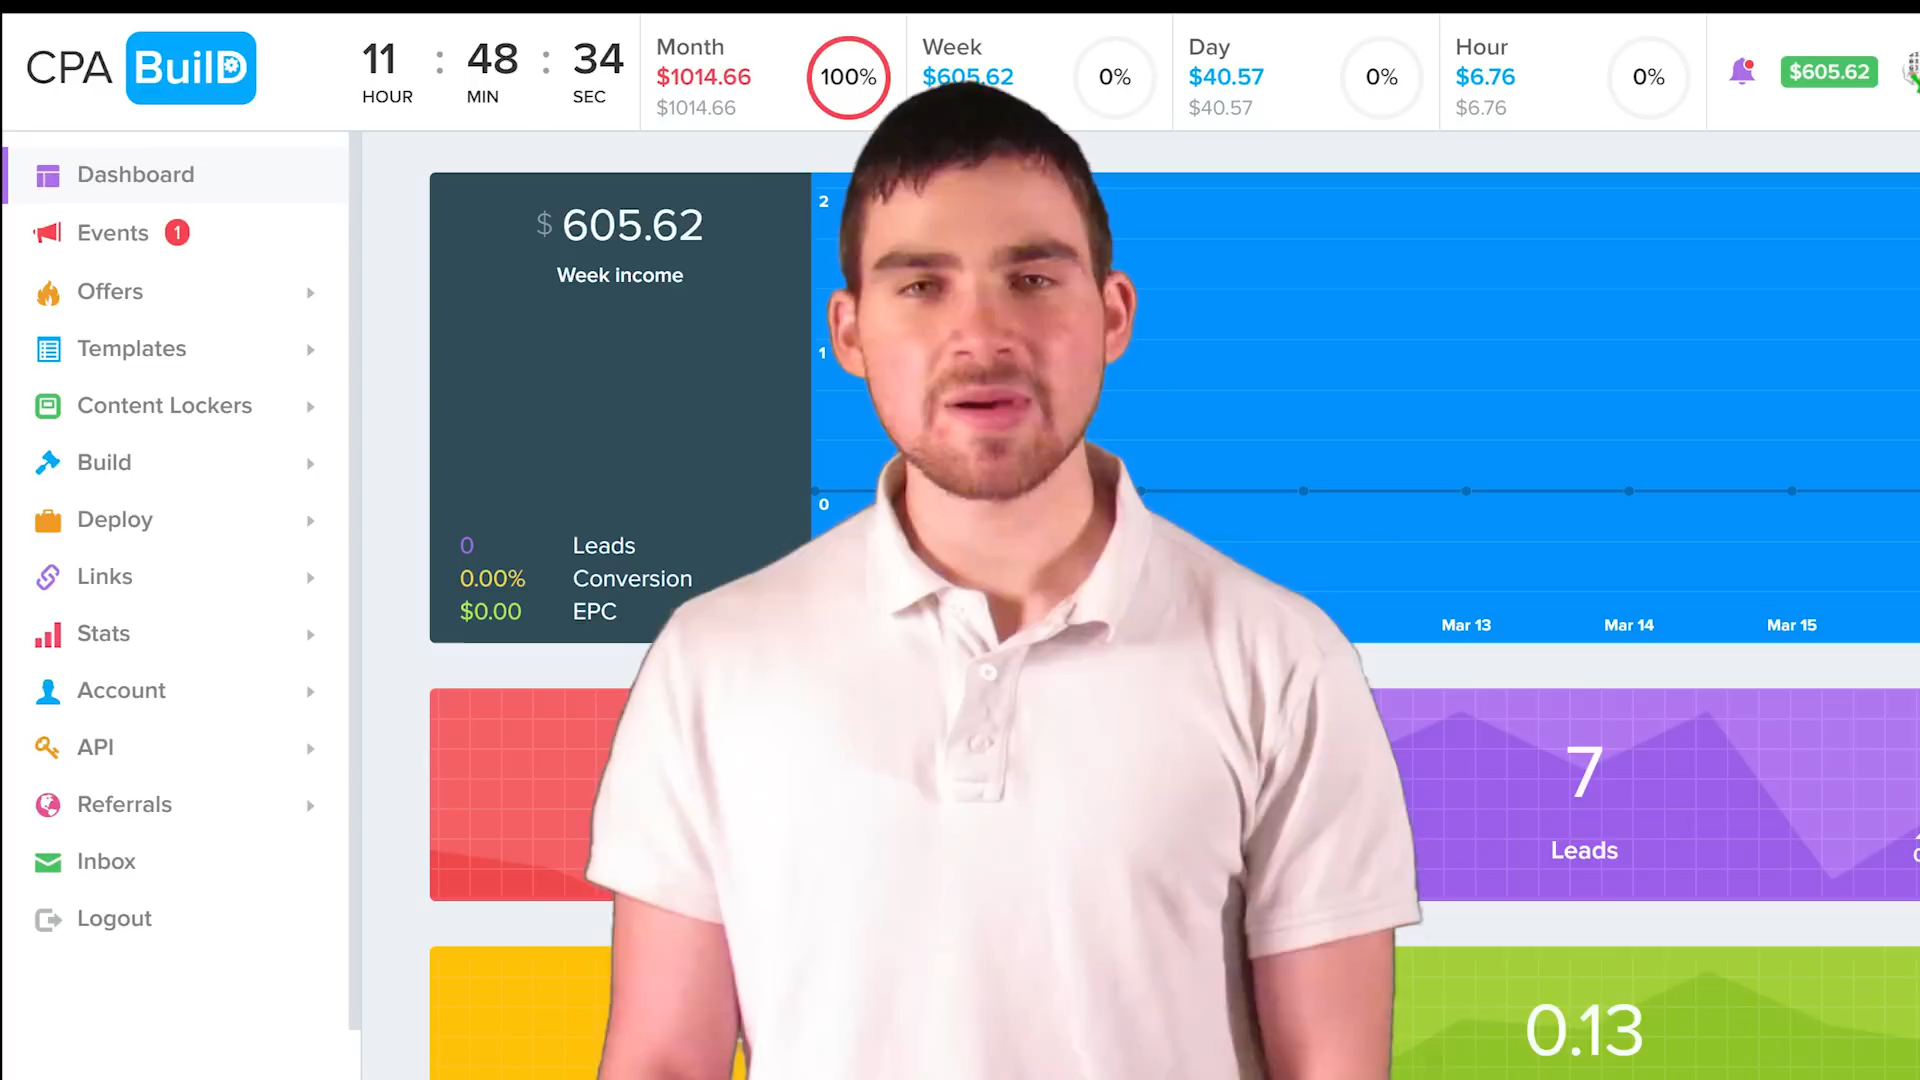 CPA BuilD
11 : 48 : 34
HOUR MIN SEC
Month
$1014.66
$1014.66
100%
Week
$605.62
0%
Day
$40.57
$40.57
0%
Hour
$6.76
$6.76
0%
$605.62
Dashboard
Events 1
Offers
Templates
Content Lockers
Build
Deploy
Links
Stats
Account
API
Referrals
Inbox
Logout
$ 605.62
Week income
0 Leads
0.00% Conversion
$0.00 EPC
2
1
0
Mar 13 Mar 14 Mar 15
7
Leads
0.13